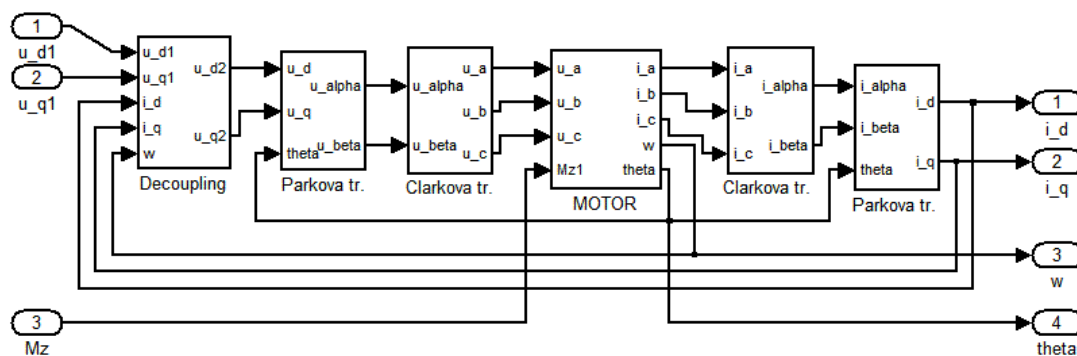 1
u_d1
2
u_q1
u_d1
u_q1
i_d
i_q
w
u_d2
u_q2
Decoupling
u_d
u_q
theta
u_alpha
u_beta
Parkova tr.
u_alpha
u_beta
u_a
u_b
u_c
Clarkova tr.
u_a
u_b
u_c
Mz1
i_a
i_b
i_c
w
theta
MOTOR
i_a
i_b
i_c
i_alpha
i_beta
Clarkova tr.
i_alpha
i_beta
theta
i_d
i_q
Parkova tr.
1
i_d
2
i_q
3
w
3
Mz
4
theta